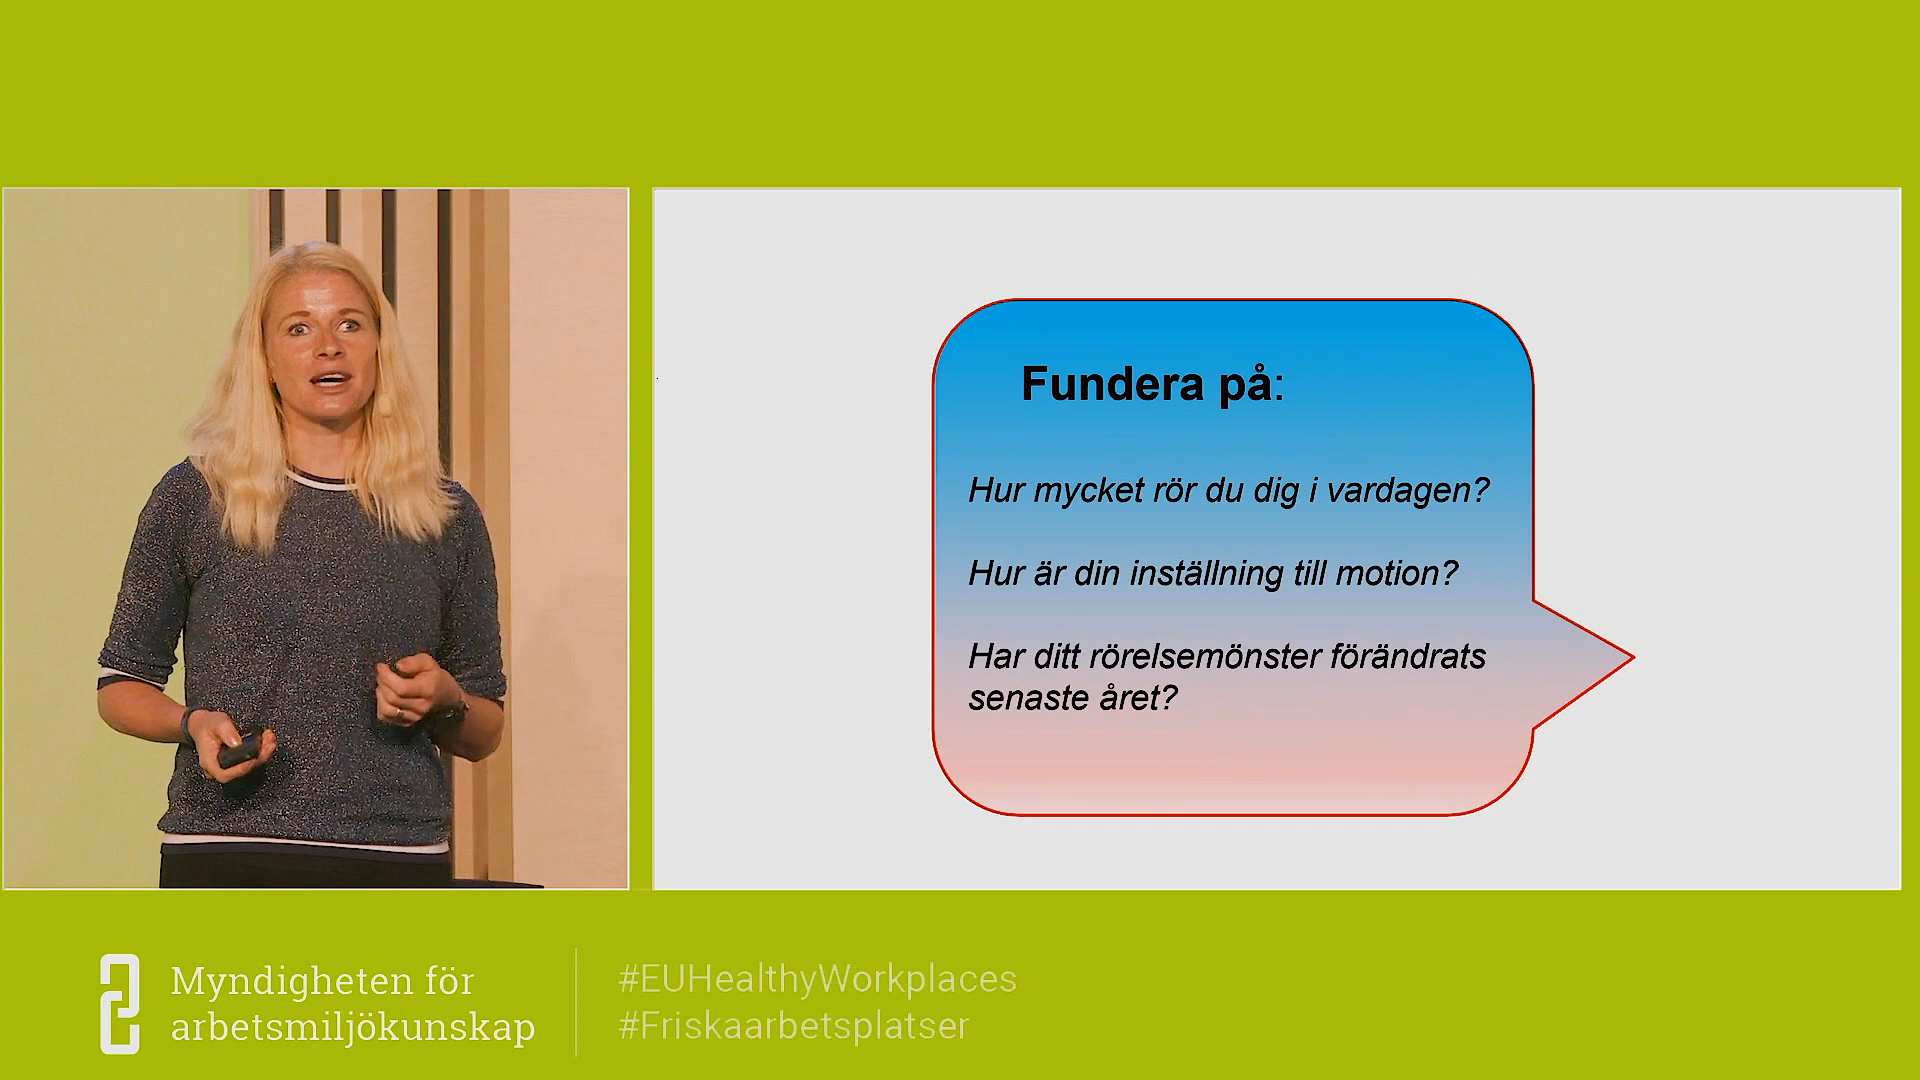 Fundera på:
Hur mycket rör du dig i vardagen?
Hur är din inställning till motion?
Har ditt rörelsemönster förändrats
senaste året?
Myndigheten för
arbetsmiljökunskap
#EUHealthyWorkplaces
#Friskaarbetsplatser